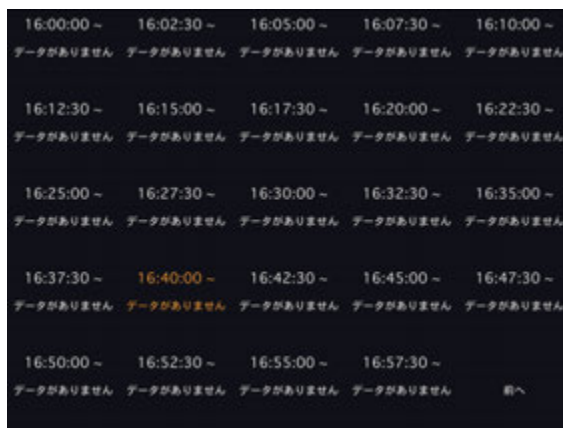 16:00:00 ~ 16:02:30 ~ 16:05:00 ~ 16:07:30 ~ 16:10:00 ~
データがありません データがありません データがありません データがありません データがありません
16:12:30 ~ 16:15:00 ~ 16:17:30 ~ 16:20:00 ~ 16:22:30 ~
データがありません データがありません データがありません データがありません データがありません
16:25:00 ~ 16:27:30 ~ 16:30:00 ~ 16:32:30 ~ 16:35:00 ~
データがありません データがありません データがありません データがありません データがありません
16:37:30 ~ 16:40:00 ~ 16:42:30 ~ 16:45:00 ~ 16:47:30 ~
データがありません データがありません データがありません データがありません データがありません
16:50:00 ~ 16:52:30 ~ 16:55:00 ~ 16:57:30 ~
データがありません データがありません データがありません データがありません 前へ